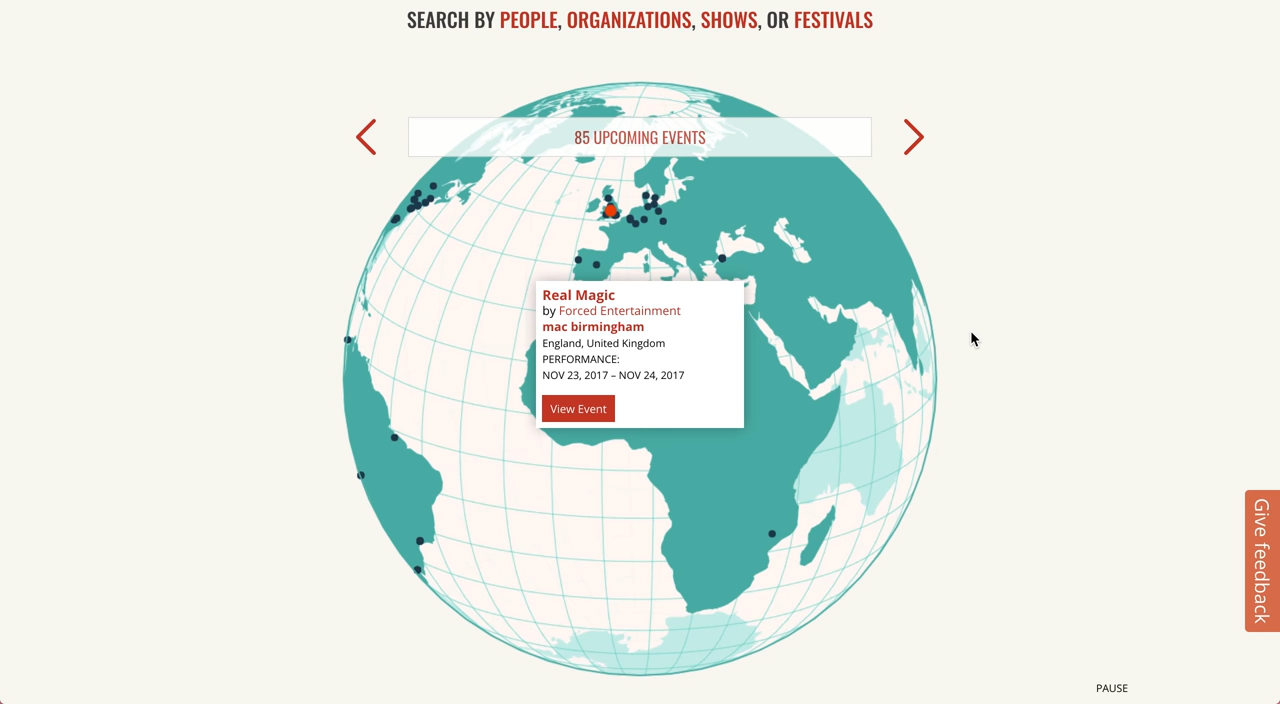 SEARCH BY PEOPLE, ORGANIZATIONS, SHOWS, OR FESTIVALS
85 UPCOMING EVENTS
Real Magic
by Forced Entertainment
mac birmingham
England, United Kingdom
PERFORMANCE:
NOV 23, 2017 – NOV 24, 2017
View Event
Give feedback
PAUSE